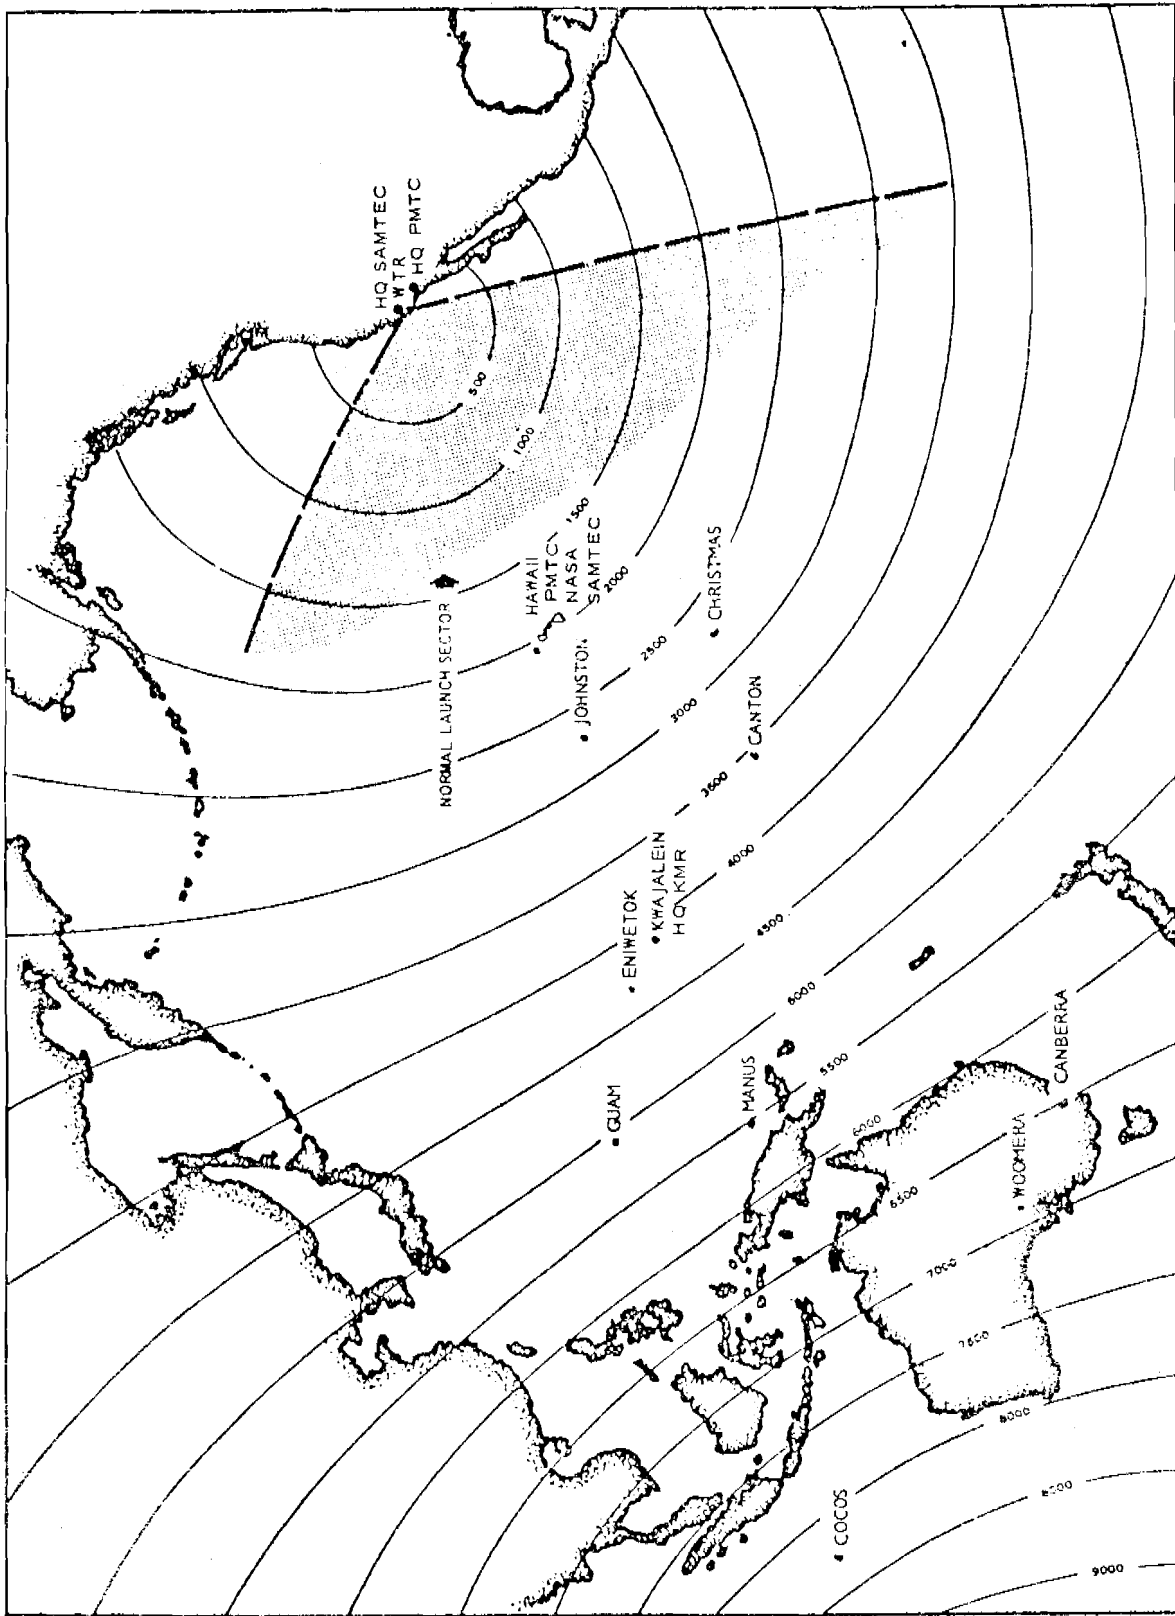 HQ SAMTEC
WTR
HQ PMTC
500
1000
1500
2000
2500
3000
3600
4000
4500
5000
5500
6000
6500
7000
7500
8000
9000
NORMAL LAUNCH SECTOR
HAWAII
PMTC
NASA
SAMTEC
JOHNSTON
CHRISTMAS
CANTON
ENIWETOK
KWAJALEIN
HQ KMR
GUAM
MANUS
CANBERRA
WOOMERA
COCOS